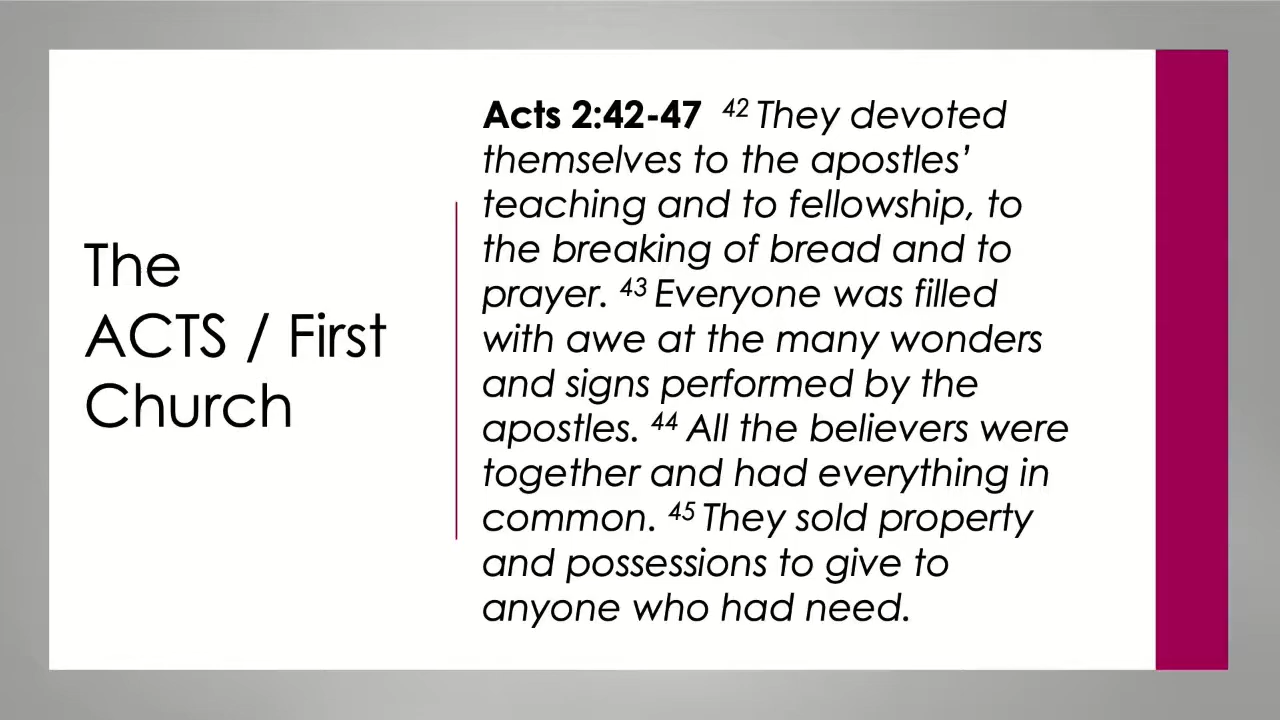 The
ACTS / First
Church
Acts 2:42-47 42 They devoted
themselves to the apostles’
teaching and to fellowship, to
the breaking of bread and to
prayer. 43 Everyone was filled
with awe at the many wonders
and signs performed by the
apostles. 44 All the believers were
together and had everything in
common. 45 They sold property
and possessions to give to
anyone who had need.